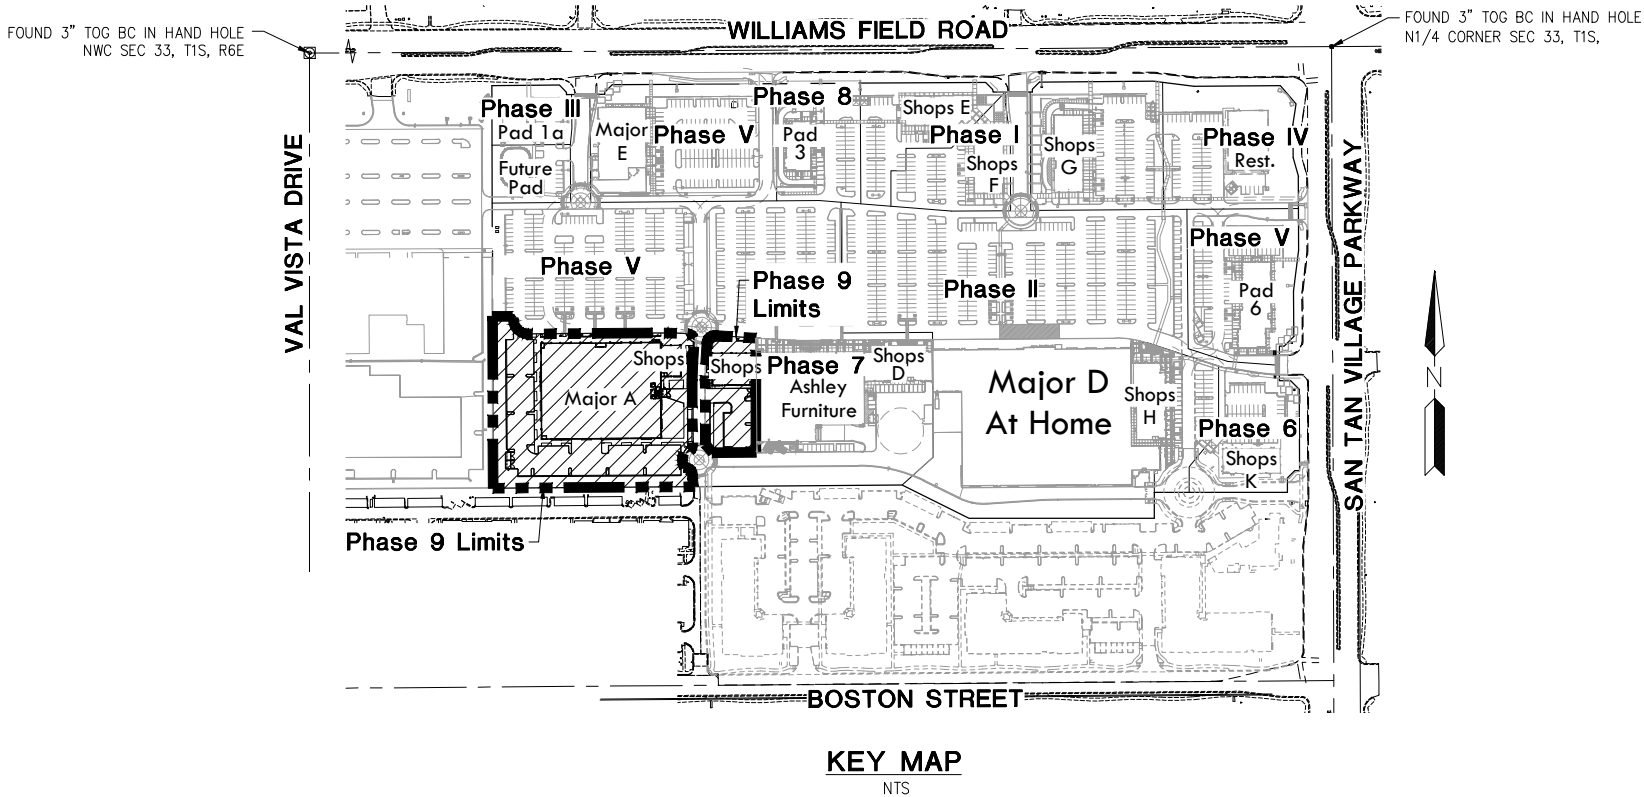 FOUND 3" TOG BC IN HAND HOLE
NWC SEC 33, T1S, R6E
WILLIAMS FIELD ROAD
FOUND 3" TOG BC IN HAND HOLE
N1/4 CORNER SEC 33, T1S,
VAL VISTA DRIVE
Phase III
Pad 1a
Future
Pad
Major
E
Phase V
Phase 8
Pad
3
Shops E
Phase I
Shops
F
Shops
G
Phase IV
Rest.
SAN TAN VILLAGE PARKWAY
Phase V
Phase 9
Limits
Phase II
Phase V
Pad
6
Shops
Major A
Shops
Phase 7
Ashley
Furniture
Shops
D
Major D
At Home
Shops
H
Phase 6
Shops
K
N
Phase 9 Limits
BOSTON STREET
KEY MAP
NTS